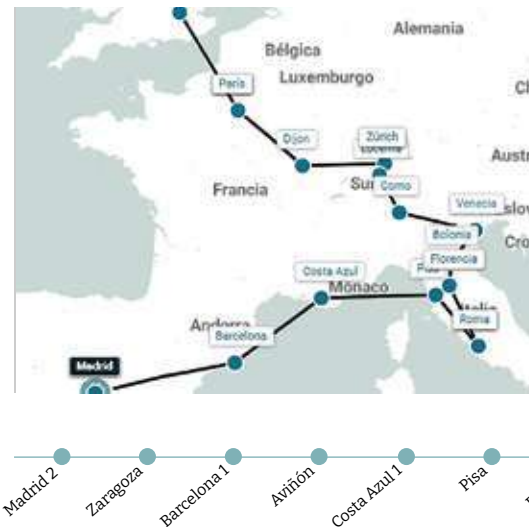 Alemania
Bélgica
Luxemburgo
París
Dijon
Zúrich
Lucerna
Como
Francia
Venecia
Bolonia
Florencia
Costa Azul
Mónaco
Roma
Andorra
Barcelona
Madrid
Madrid 2
Zaragoza
Barcelona 1
Aviñón
Costa Azul 1
Pisa